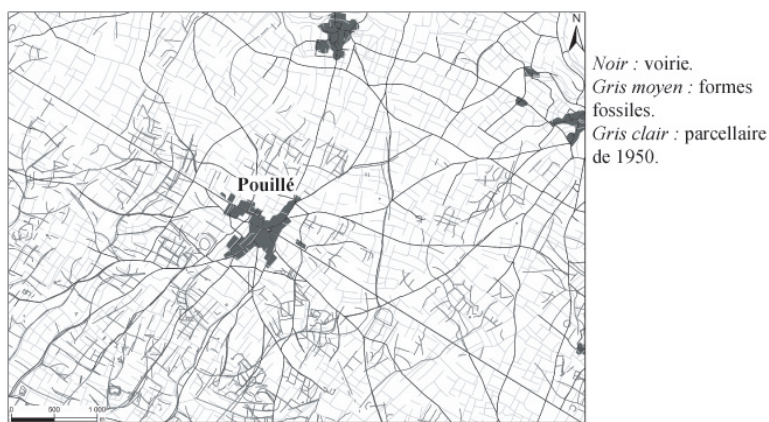 N
Noir : voirie.
Gris moyen : formes
fossiles.
Gris clair : parcellaire
de 1950.
Pouillé
0 500 1 000
m